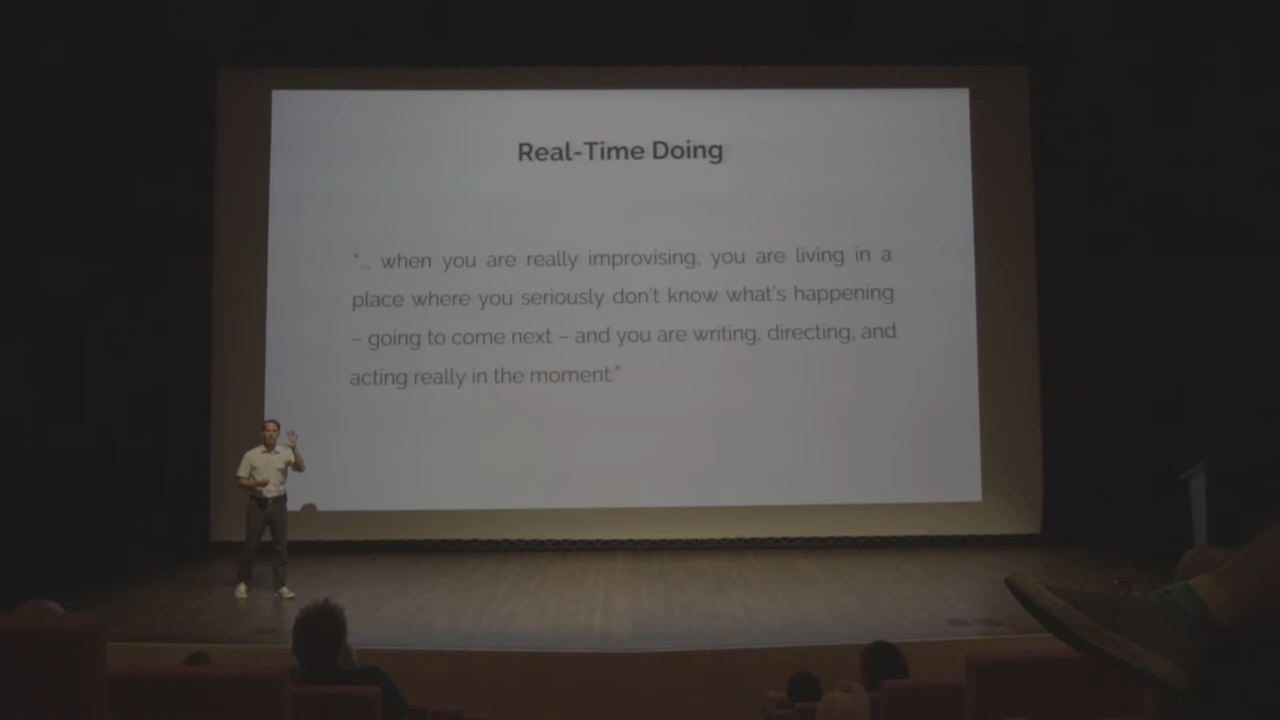 Real-Time Doing
"... when you are really improvising, you are living in a
place where you seriously don't know what's happening
– going to come next – and you are writing, directing, and
acting really in the moment."